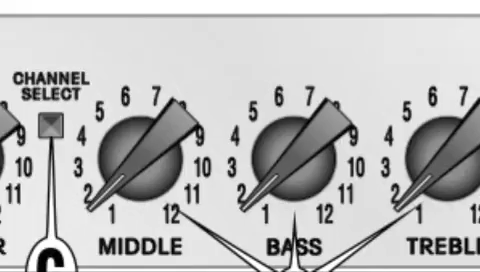 CHANNEL
SELECT
5 6 7
4 9
3 10
2 11
1 12
5 6 7 8
4 9
3 10
2 11
1 12
5 6 7
4
3
2
1
R
MIDDLE
BASS
TREBLE
C